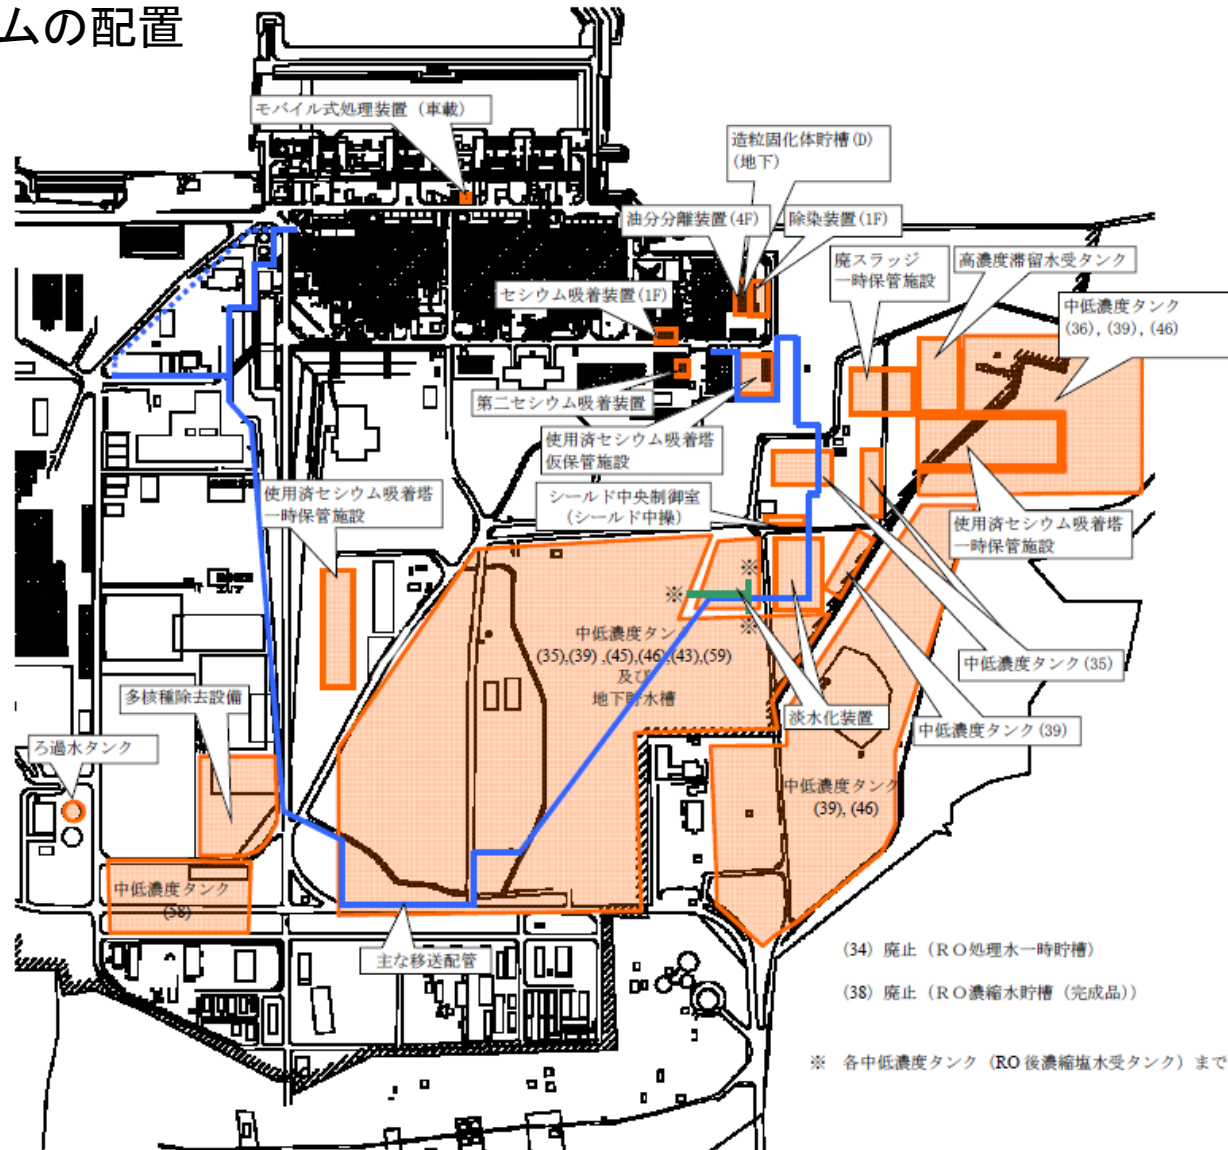 ムの配置
モバイル式処理装置（車載）
造粒固化体貯槽(D)
(地下)
油分分離装置(4F)
除染装置(1F)
廃スラッジ
一時保管施設
高濃度滞留水受タンク
中低濃度タンク
(36)，(39)，(46)
セシウム吸着装置(1F)
第二セシウム吸着装置
使用済セシウム吸着塔
仮保管施設
シールド中央制御室
（シールド中操）
使用済セシウム吸着塔
一時保管施設
使用済セシウム吸着塔
一時保管施設
※
※
※
中低濃度タン
(35),(39) ,(45),(46),(43),(59)
及び
地下貯水槽
中低濃度タンク(35)
多核種除去設備
淡水化装置
中低濃度タンク(39)
ろ過水タンク
中低濃度タンク
(39), (46)
中低濃度タンク
(58)
主な移送配管
(34) 廃止（ＲＯ処理水一時貯槽）
(38) 廃止（ＲＯ濃縮水貯槽（完成品））
※　各中低濃度タンク（RO 後濃縮塩水受タンク）まで